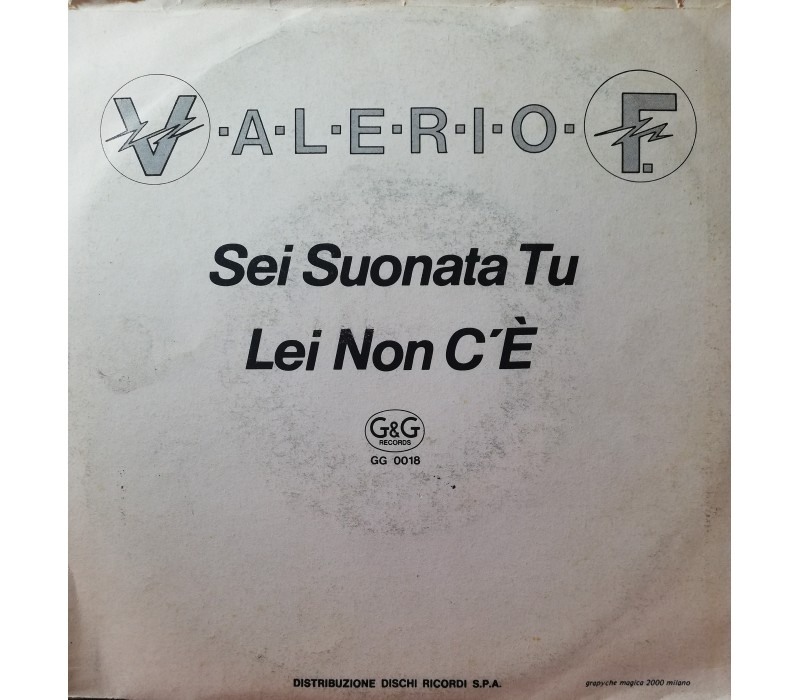 V·A·L·E·R·I·O·F.
Sei Suonata Tu
Lei Non C´È
G&G
RECORDS
GG 0018
DISTRIBUZIONE DISCHI RICORDI S.P.A.
grapyche magica 2000 milano